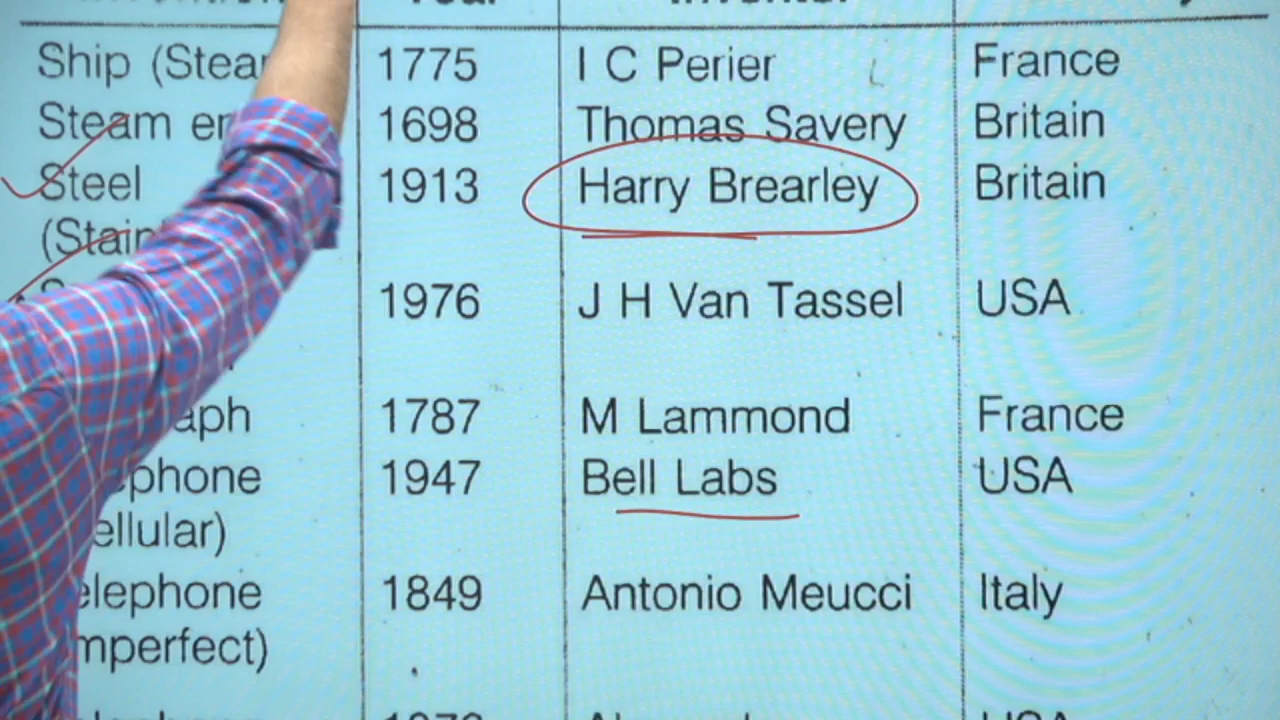 Ship (Stea 1775 I C Perier France
Steam en 1698 Thomas Savery Britain
Steel 1913 Harry Brearley Britain
(Stain
1976 J H Van Tassel USA
aph 1787 M Lammond France
ephone 1947 Bell Labs USA
ellular)
elephone 1849 Antonio Meucci Italy
mperfect)